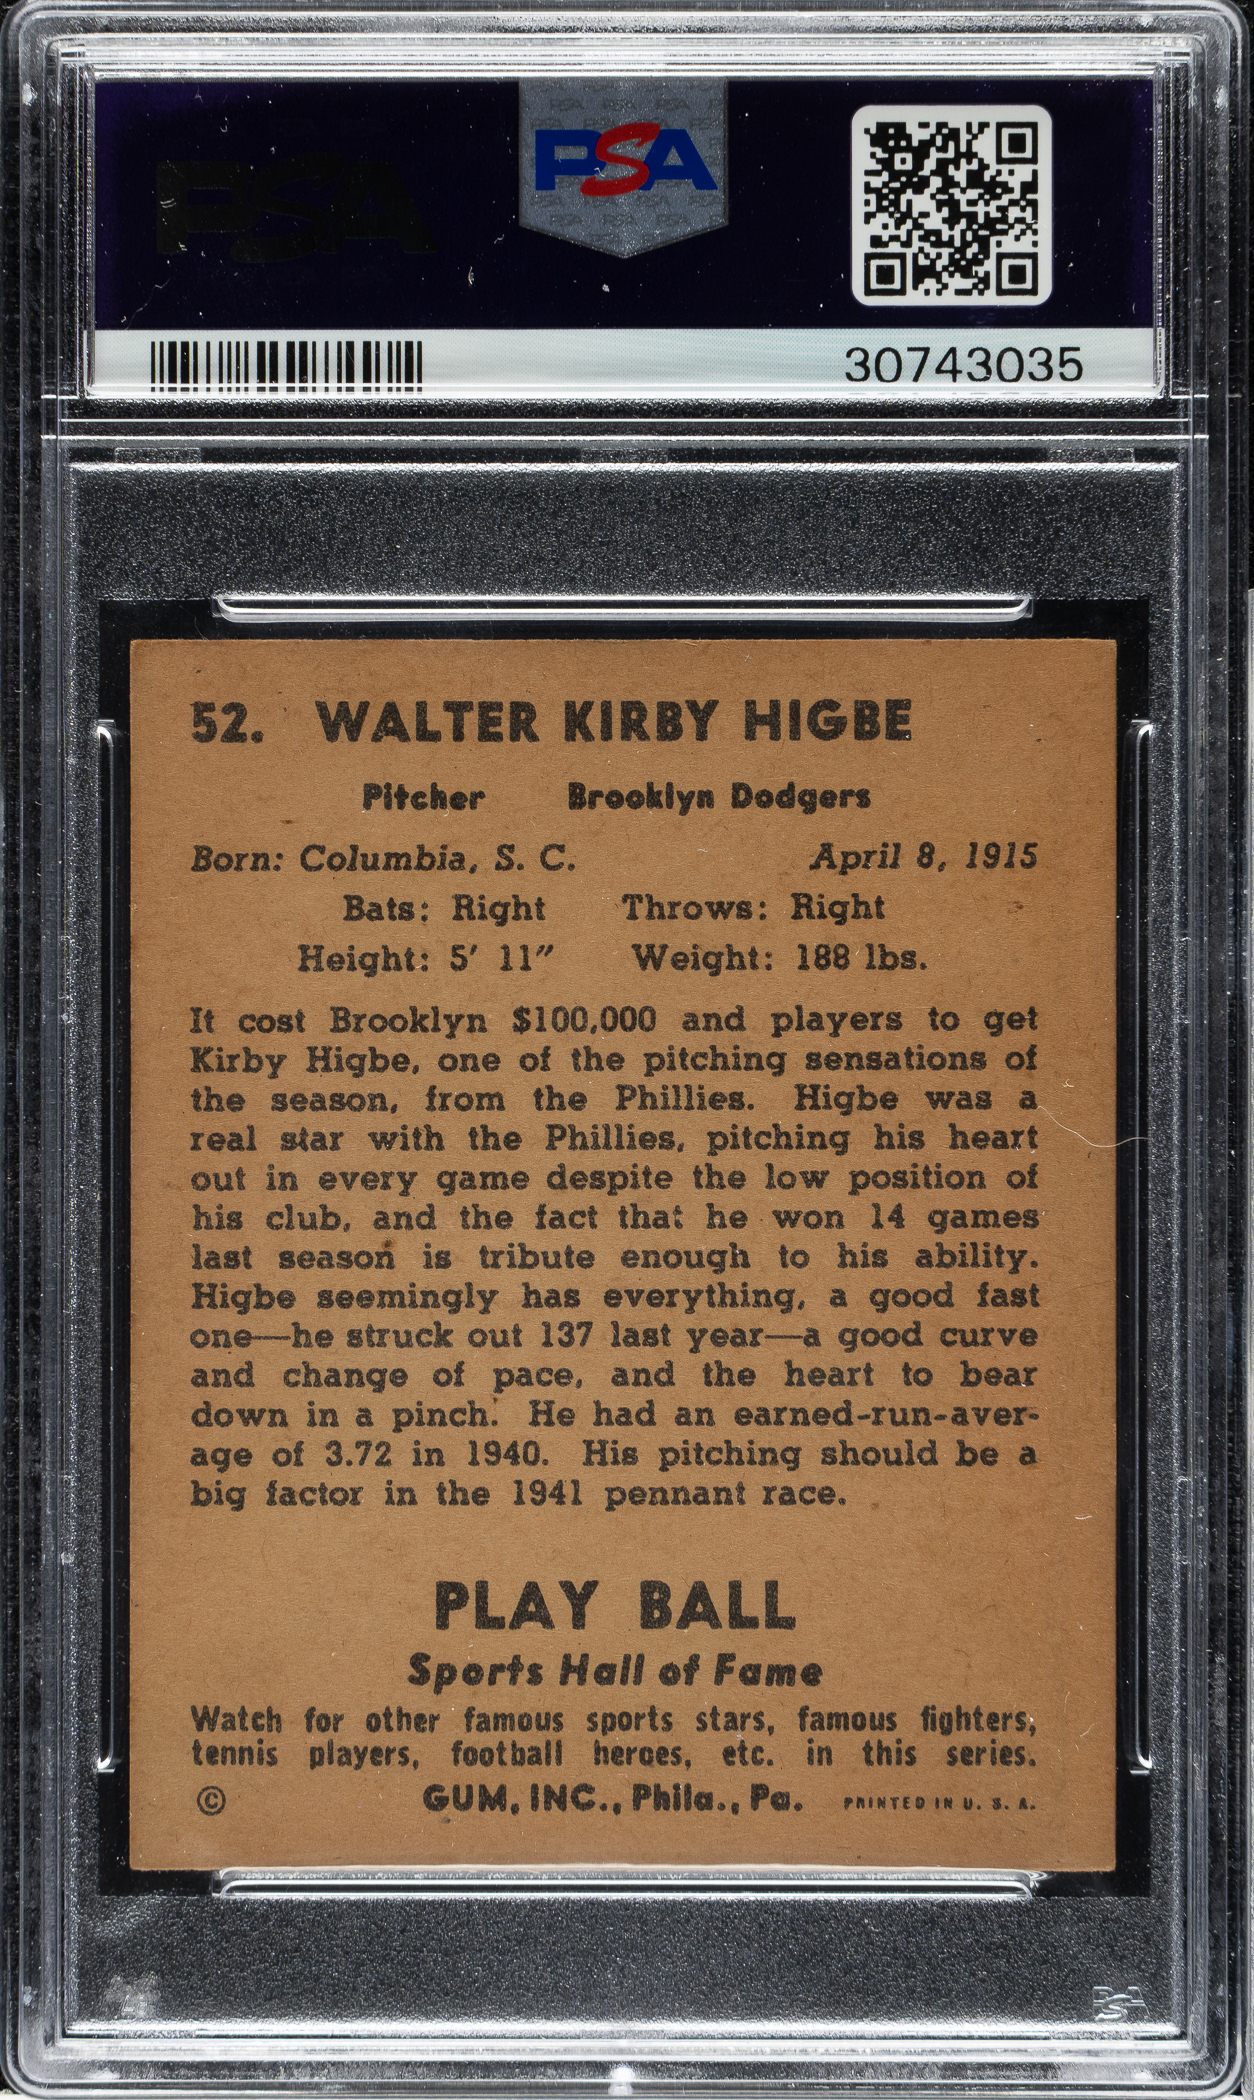 PSA
PSA
30743035
52. WALTER KIRBY HIGBE
Pitcher Brooklyn Dodgers
Born: Columbia, S. C. April 8, 1915
Bats: Right Throws: Right
Height: 5' 11" Weight: 188 lbs.
It cost Brooklyn $100,000 and players to get
Kirby Higbe, one of the pitching sensations of
the season, from the Phillies. Higbe was a
real star with the Phillies, pitching his heart
out in every game despite the low position of
his club, and the fact that he won 14 games
last season is tribute enough to his ability.
Higbe seemingly has everything, a good fast
one—he struck out 137 last year—a good curve
and change of pace, and the heart to bear
down in a pinch. He had an earned-run-aver-
age of 3.72 in 1940. His pitching should be a
big factor in the 1941 pennant race.
PLAY BALL
Sports Hall of Fame
Watch for other famous sports stars, famous fighters,
tennis players, football heroes, etc. in this series.
© GUM, INC., Phila., Pa. PRINTED IN U. S. A.
PSA